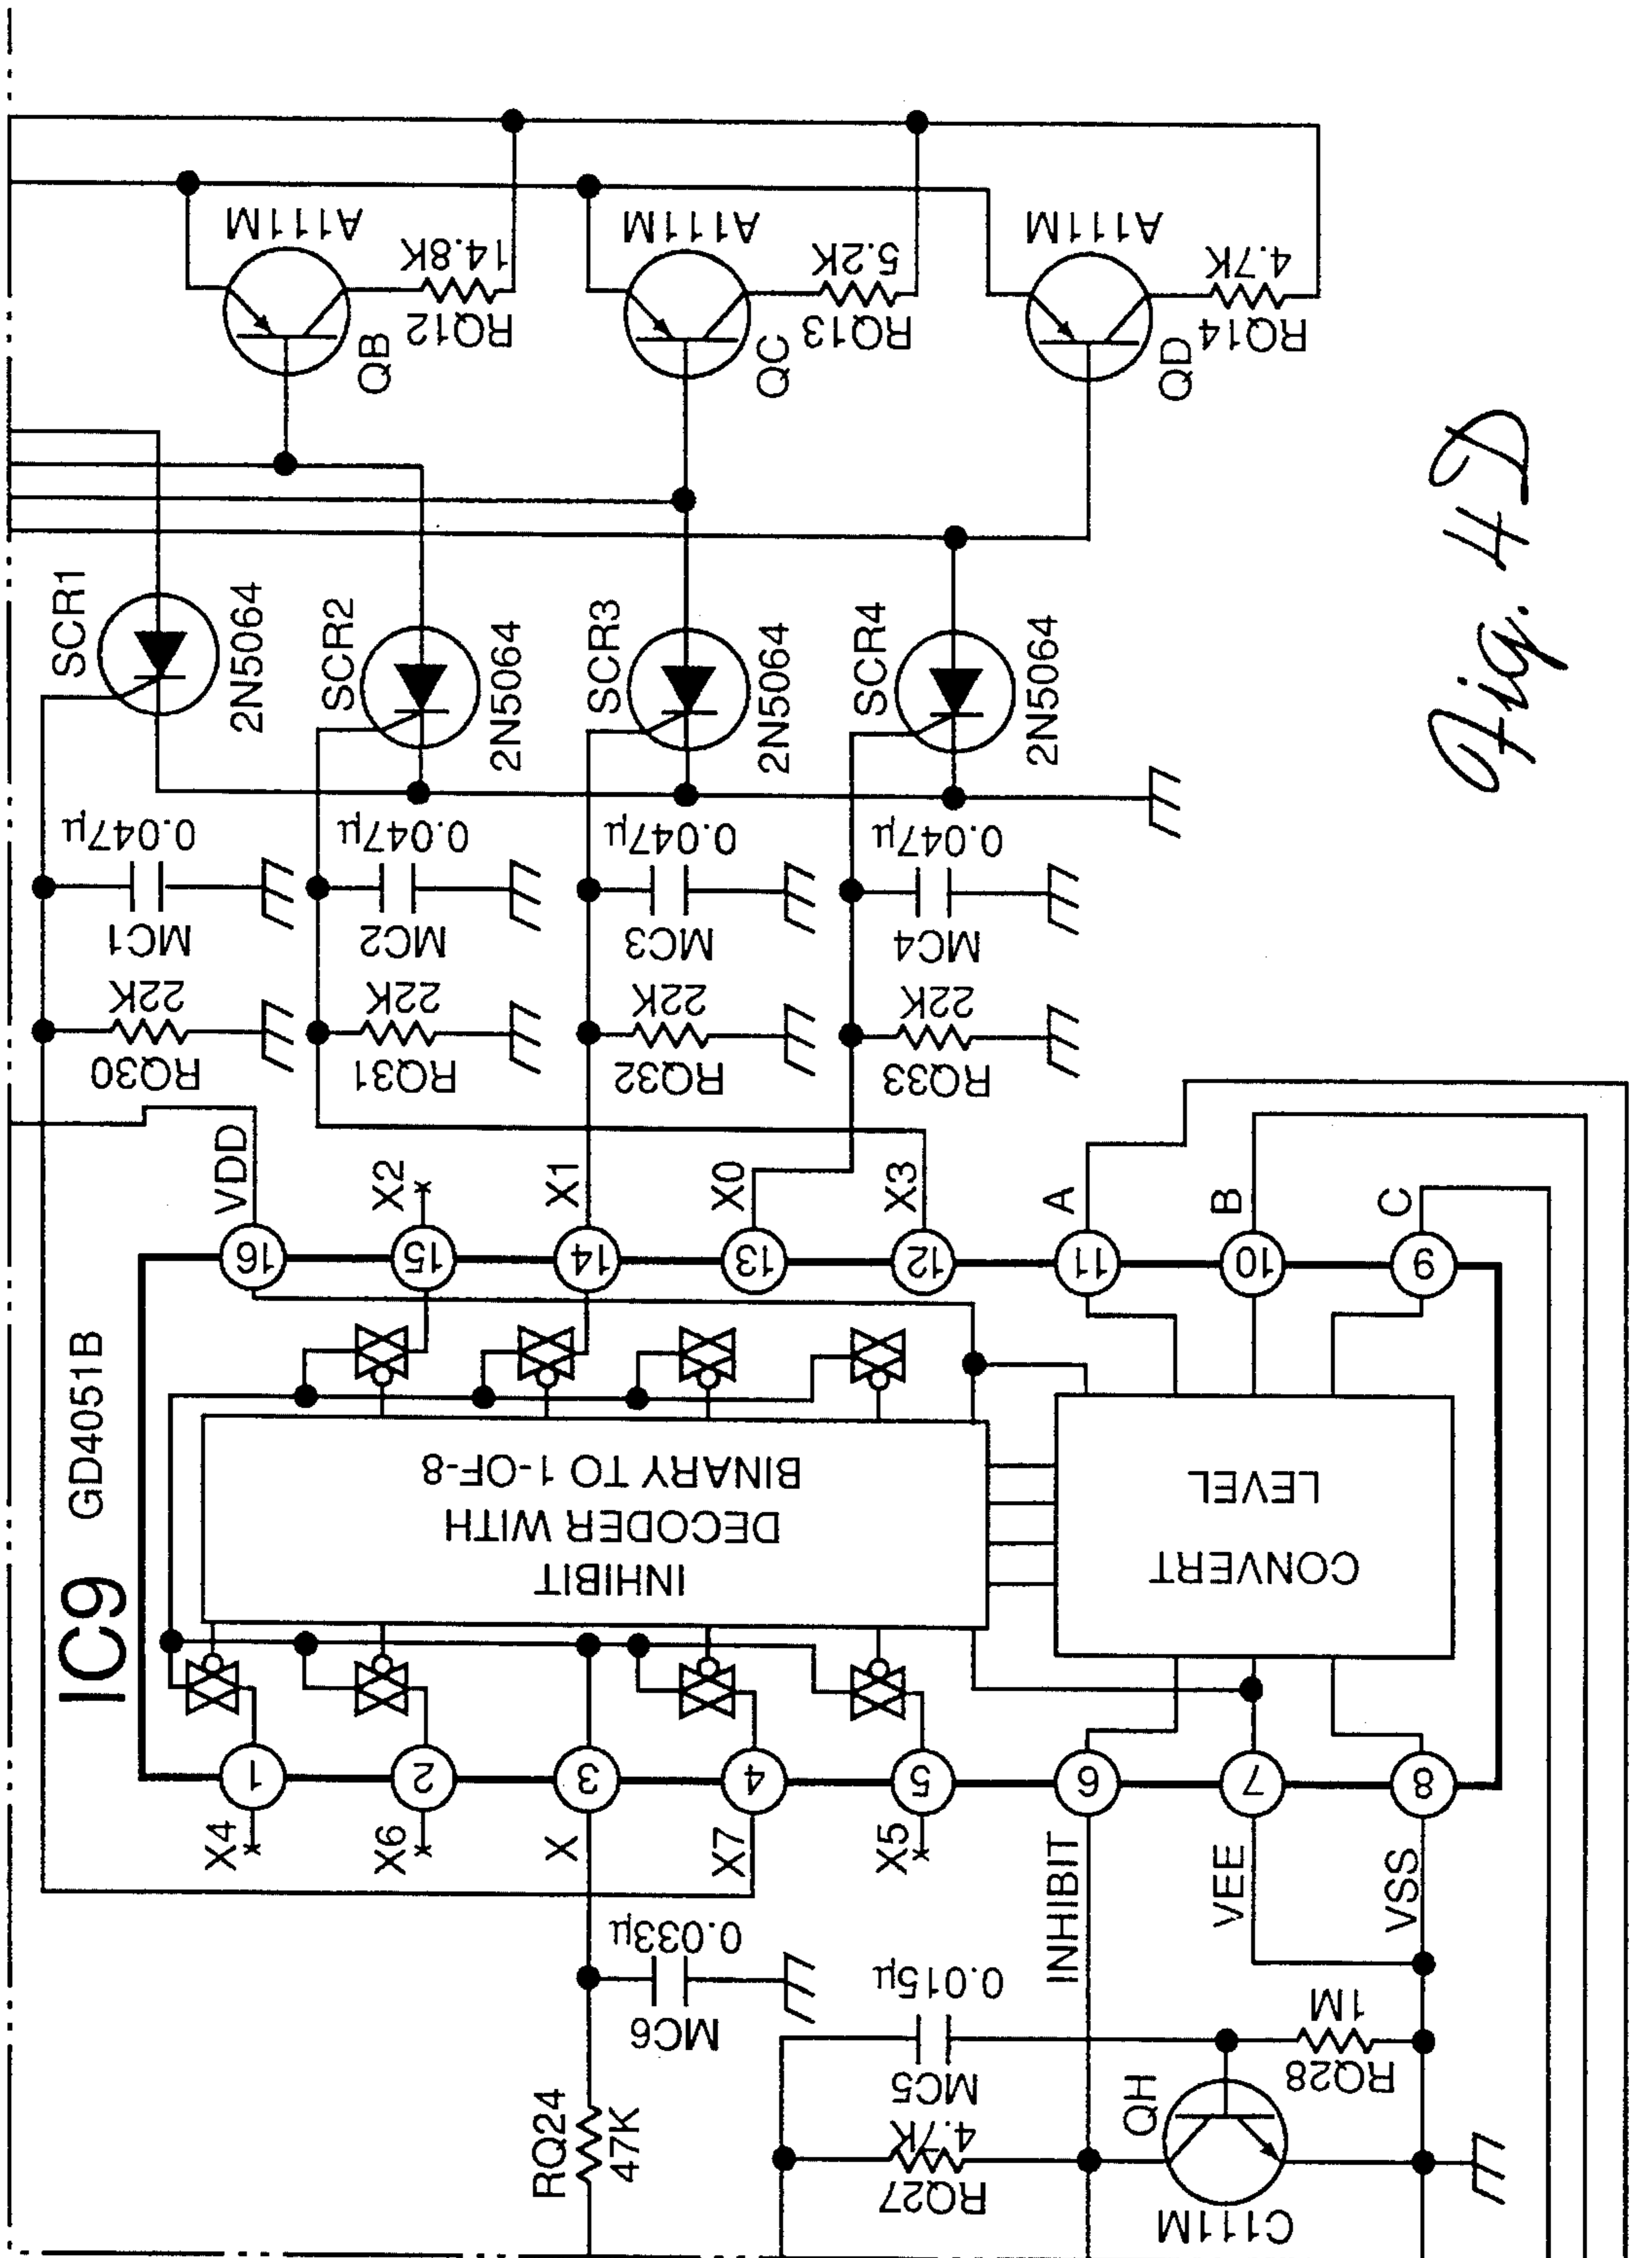 A111M
14.8K
RQ12
QB
A111M
5.2K
RQ13
QC
A111M
4.7K
RQ14
QD
SCR1
2N5064
SCR2
2N5064
SCR3
2N5064
SCR4
2N5064
Fig. 4D
0.047µ
MC1
0.047µ
MC2
0.047µ
MC3
0.047µ
MC4
22K
RQ30
22K
RQ31
22K
RQ32
22K
RQ33
VDD
X2
X1
X0
X3
A
B
C
16
15
14
13
12
11
10
9
IC9
GD4051B
BINARY TO 1-OF-8
DECODER WITH
INHIBIT
LEVEL
CONVERT
1
2
3
4
5
6
7
8
X4
X6
X
X7
X5
INHIBIT
VEE
VSS
0.033µ
MC6
0.015µ
MC5
1M
RQ28
RQ24
47K
4.7K
RQ27
QH
C111M